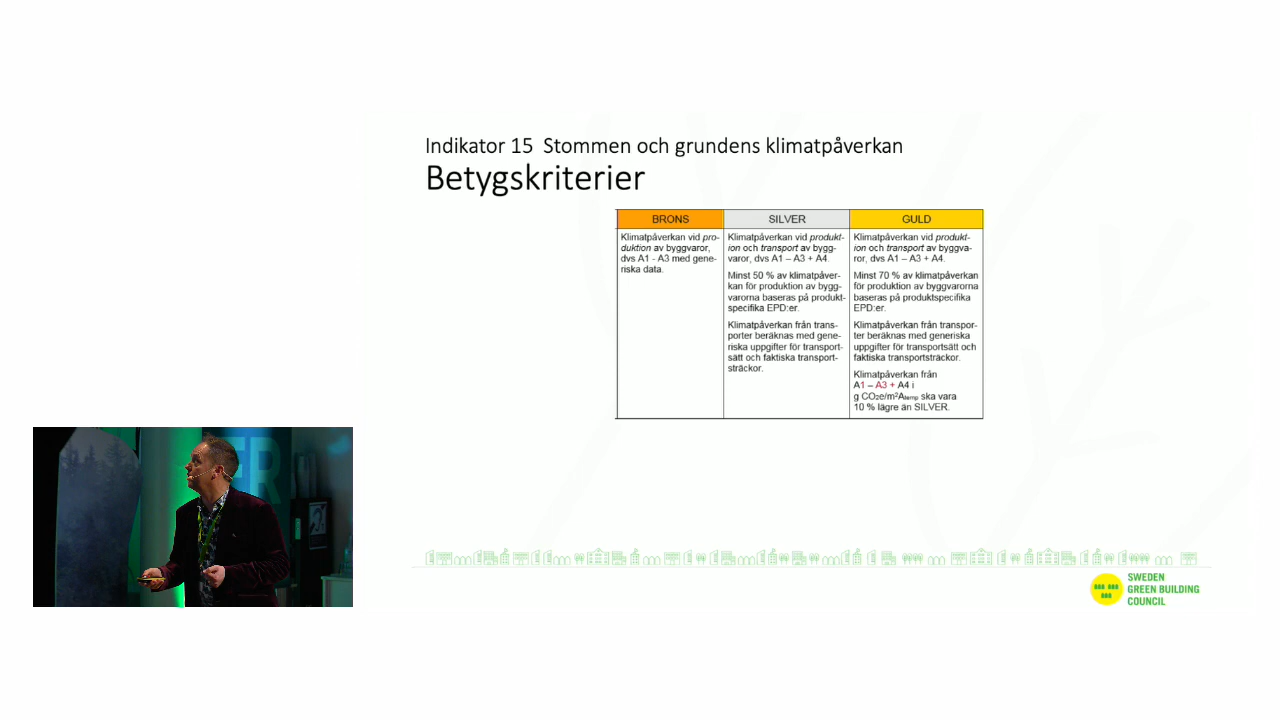 Indikator 15 Stommen och grundens klimatpåverkan
Betygskriterier
BRONS
Klimatpåverkan vid pro-
duktion av byggvaror,
dvs A1 - A3 med gene-
riska data.
SILVER
Klimatpåverkan vid produkt-
ion och transport av bygg-
varor, dvs A1 – A3 + A4.
Minst 50 % av klimatpåver-
kan för produktion av bygg-
varorna baseras på produkt-
specifika EPD:er.
Klimatpåverkan från trans-
porter beräknas med gene-
riska uppgifter för transport-
sätt och faktiska transport-
sträckor.
GULD
Klimatpåverkan vid produkt-
ion och transport av byggva-
ror, dvs A1 – A3 + A4.
Minst 70 % av klimatpåverkan
för produktion av byggvarorna
baseras på produktspecifika
EPD:er.
Klimatpåverkan från transpor-
ter beräknas med generiska
uppgifter för transportsätt och
faktiska transportsträckor.
Klimatpåverkan från
A1 – A3 + A4 i
g CO₂e/m²Atemp ska vara
10 % lägre än SILVER.
ER
SWEDEN
GREEN BUILDING
COUNCIL